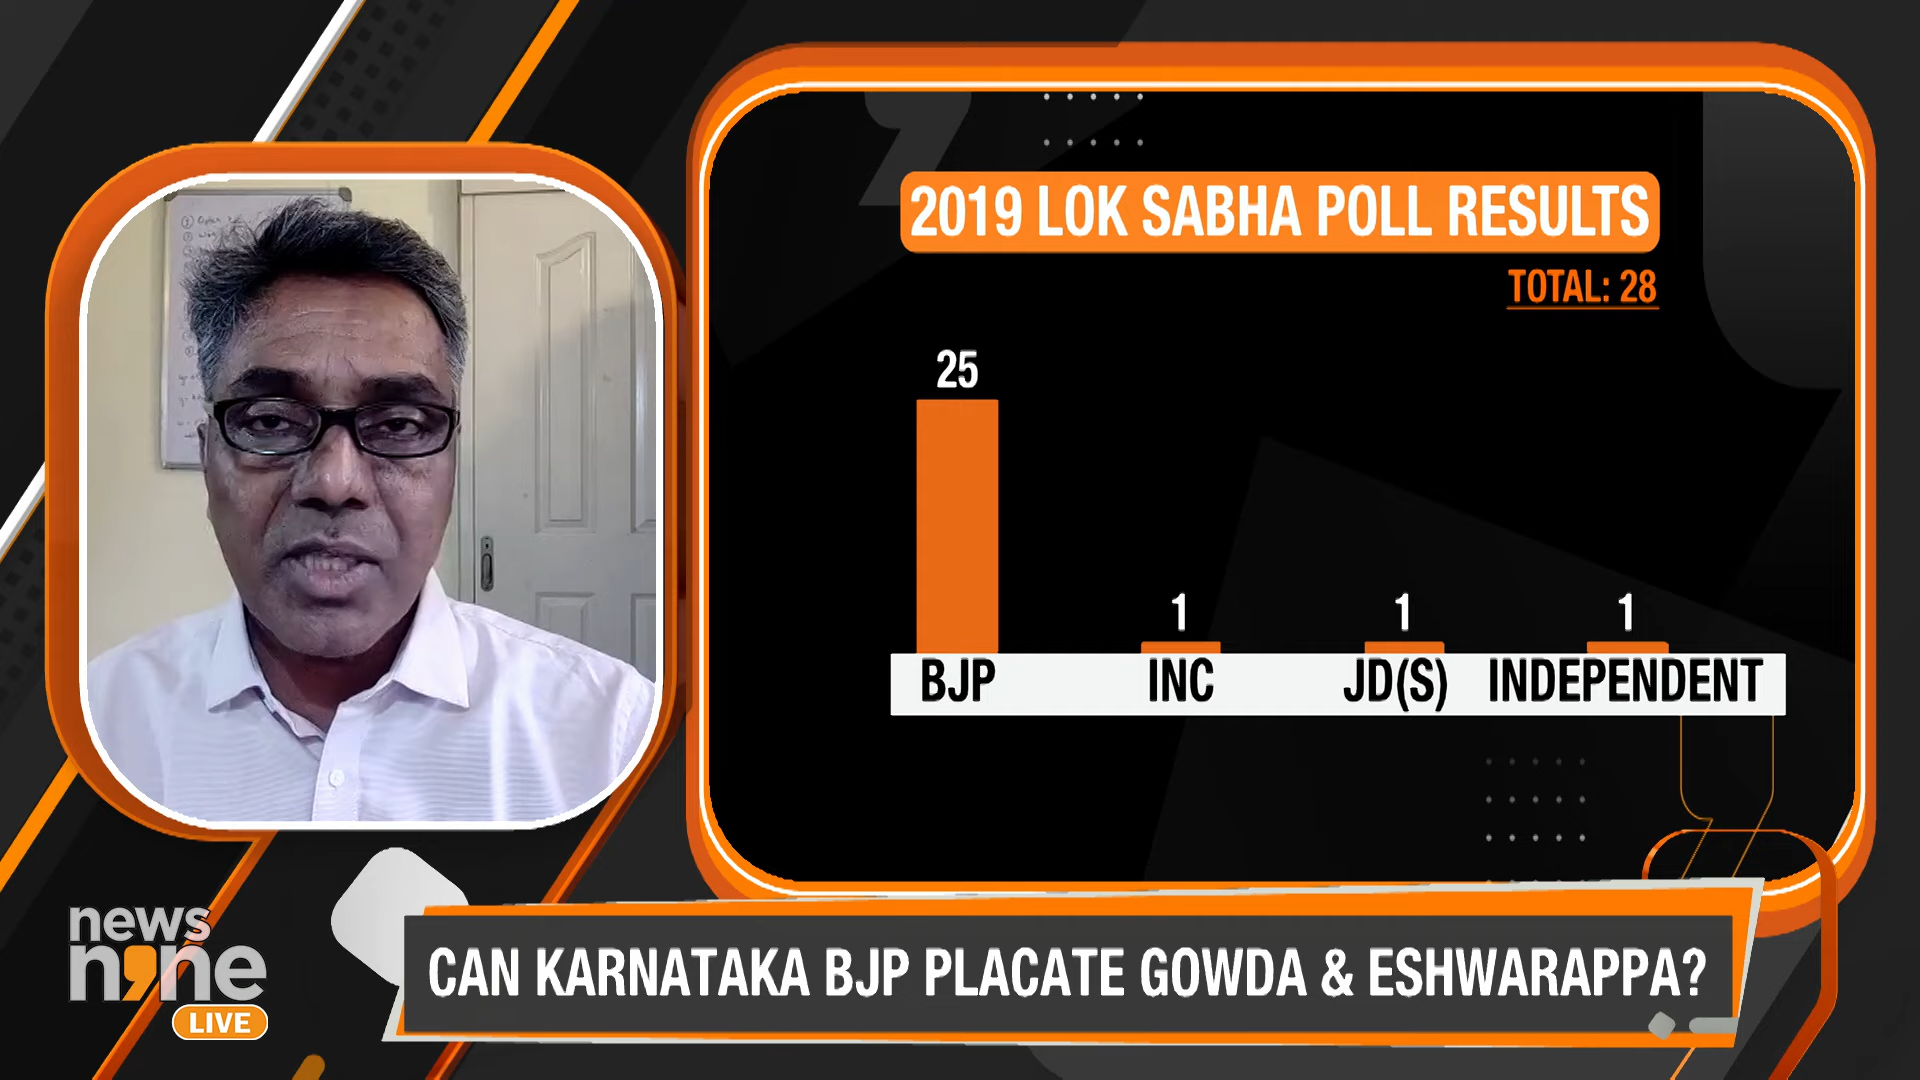 2019 LOK SABHA POLL RESULTS
TOTAL: 28
25
1
1
1
BJP
INC
JD(S)
INDEPENDENT
news
nine
LIVE
CAN KARNATAKA BJP PLACATE GOWDA & ESHWARAPPA?